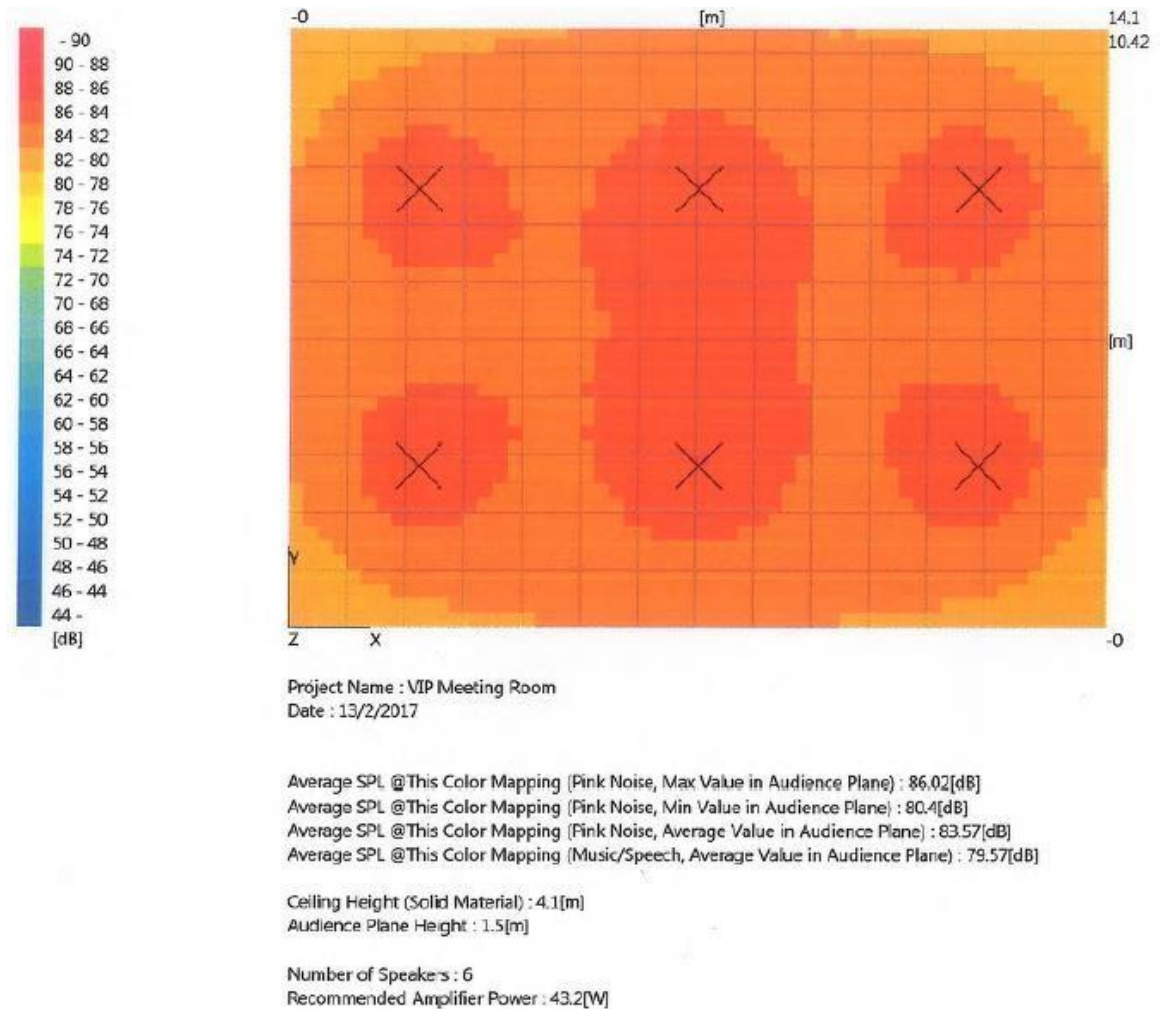 -0 [m] 14.1
10.42
- 90
90 - 88
88 - 86
86 - 84
84 - 82
82 - 80
80 - 78
78 - 76
76 - 74
74 - 72
72 - 70
70 - 68
68 - 66
66 - 64
64 - 62
62 - 60
60 - 58
58 - 56
56 - 54
54 - 52
52 - 50
50 - 48
48 - 46
46 - 44
44 -
[dB]
[m]
Y
Z X
-0
Project Name : VIP Meeting Room
Date : 13/2/2017
Average SPL @This Color Mapping (Pink Noise, Max Value in Audience Plane) : 86.02[dB]
Average SPL @This Color Mapping (Pink Noise, Min Value in Audience Plane) : 80.4[dB]
Average SPL @This Color Mapping (Pink Noise, Average Value in Audience Plane) : 83.57[dB]
Average SPL @This Color Mapping (Music/Speech, Average Value in Audience Plane) : 79.57[dB]
Ceiling Height (Solid Material) : 4.1[m]
Audience Plane Height : 1.5[m]
Number of Speakers : 6
Recommended Amplifier Power : 43.2[W]